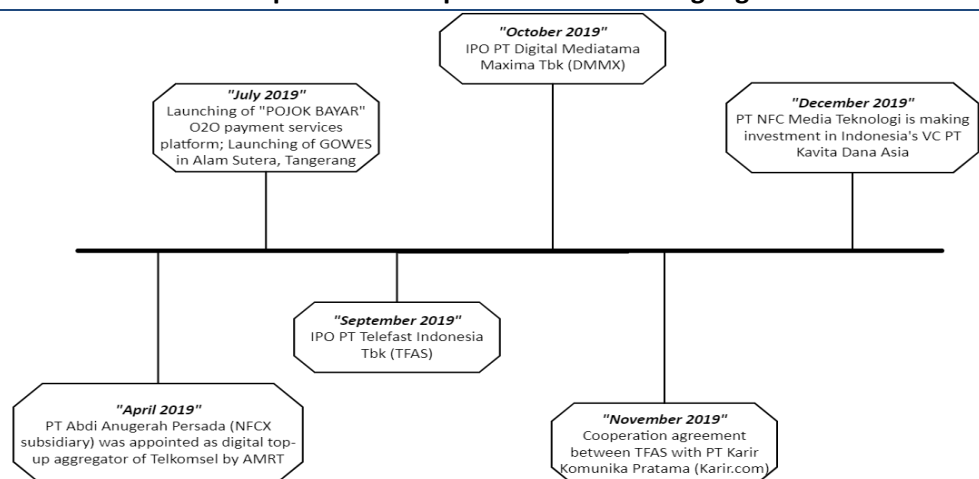 "October 2019"
IPO PT Digital Mediatama
Maxima Tbk (DMMX)
"July 2019"
Launching of "POJOK BAYAR"
O2O payment services
platform; Launching of GOWES
in Alam Sutera, Tangerang
"December 2019"
PT NFC Media Teknologi is making
investment in Indonesia's VC PT
Kavita Dana Asia
"September 2019"
IPO PT Telefast Indonesia
Tbk (TFAS)
"April 2019"
PT Abdi Anugerah Persada (NFCX
subsidiary) was appointed as digital top-
up aggregator of Telkomsel by AMRT
"November 2019"
Cooperation agreement
between TFAS with PT Karir
Komunika Pratama (Karir.com)